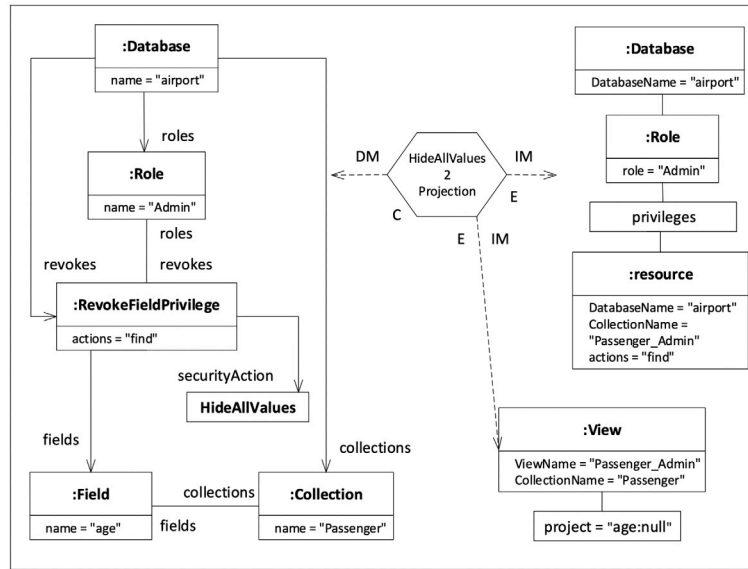 :Database
name = "airport"
roles
:Role
name = "Admin"
roles
revokes
revokes
:RevokeFieldPrivilege
actions = "find"
securityAction
HideAllValues
fields
collections
:Field
name = "age"
collections
fields
:Collection
name = "Passenger"
DM
HideAllValues
2
Projection
IM
C
E
E
IM
:Database
DatabaseName = "airport"
:Role
role = "Admin"
privileges
:resource
DatabaseName = "airport"
CollectionName =
"Passenger_Admin"
actions = "find"
:View
ViewName = "Passenger_Admin"
CollectionName = "Passenger"
project = "age:null"